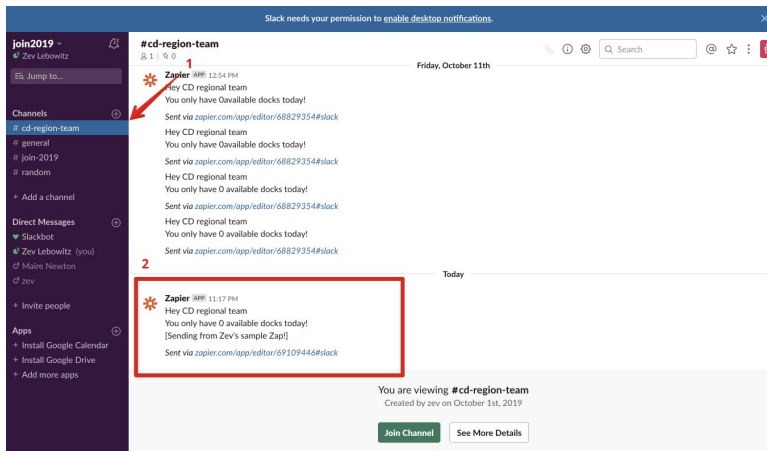 Slack needs your permission to enable desktop notifications.
join2019
Zev Lebowitz
Jump to...
Channels
# cd-region-team
# general
# join-2019
# random
+ Add a channel
Direct Messages
Slackbot
Zev Lebowitz (you)
Maire Newton
zev
+ Invite people
Apps
+ Install Google Calendar
+ Install Google Drive
+ Add more apps
#cd-region-team
1 | 0
Search
1
Friday, October 11th
Zapier APP 12:54 PM
Hey CD regional team
You only have 0available docks today!
Sent via zapier.com/app/editor/68829354#slack
Hey CD regional team
You only have 0available docks today!
Sent via zapier.com/app/editor/68829354#slack
Hey CD regional team
You only have 0 available docks today!
Sent via zapier.com/app/editor/68829354#slack
Hey CD regional team
You only have 0 available docks today!
Sent via zapier.com/app/editor/68829354#slack
2
Today
Zapier APP 11:17 PM
Hey CD regional team
You only have 0 available docks today!
[Sending from Zev's sample Zap!]
Sent via zapier.com/app/editor/69109446#slack
You are viewing #cd-region-team
Created by zev on October 1st, 2019
Join Channel
See More Details